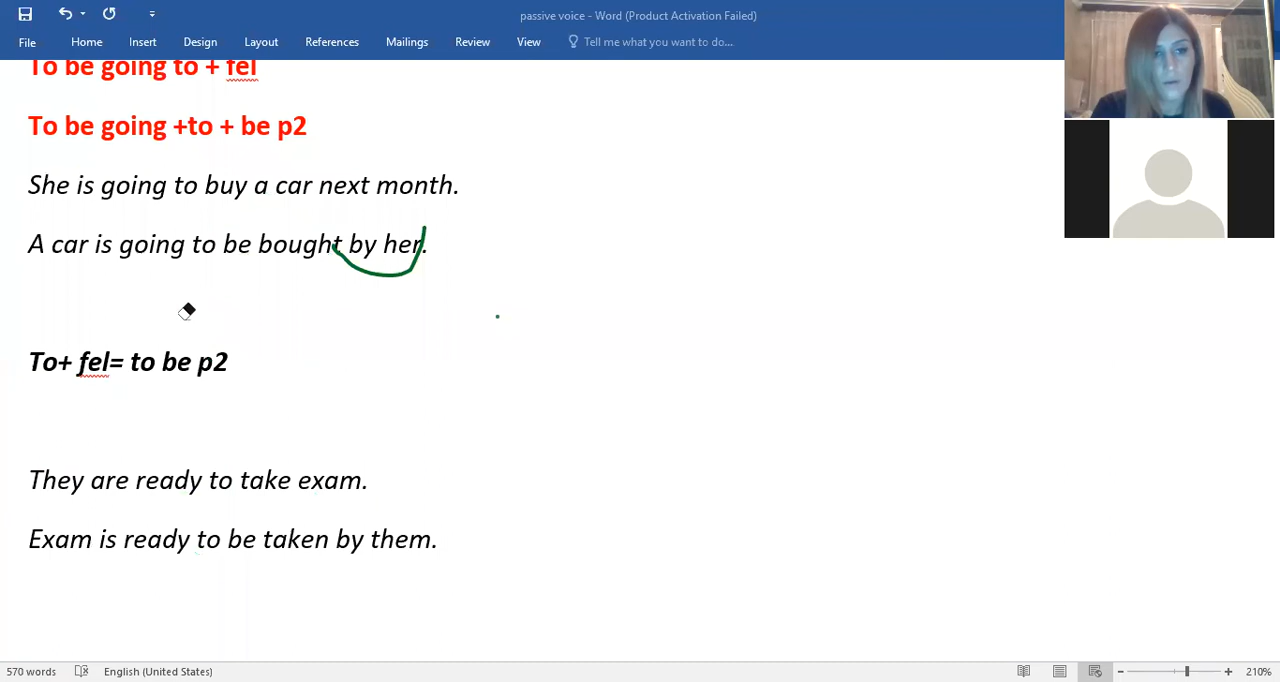 passive voice - Word (Product Activation Failed)
File Home Insert Design Layout References Mailings Review View Tell me what you want to do...
To be going to + fel
To be going +to + be p2
She is going to buy a car next month.
A car is going to be bought by her.
To+ fel= to be p2
They are ready to take exam.
Exam is ready to be taken by them.
570 words English (United States) 210%